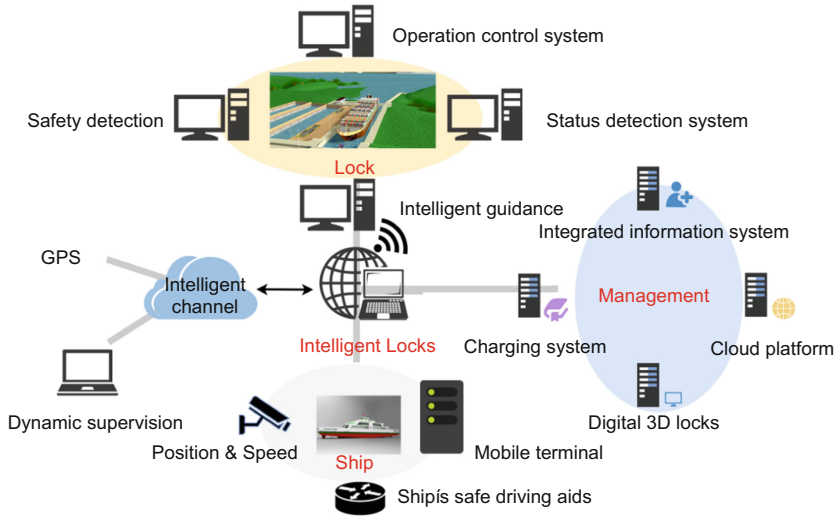 Operation control system
Safety detection
Status detection system
Lock
Intelligent guidance
Integrated information system
GPS
Intelligent
channel
Management
Intelligent Locks
Charging system
Cloud platform
Dynamic supervision
Digital 3D locks
Position & Speed
Ship
Mobile terminal
Shipís safe driving aids